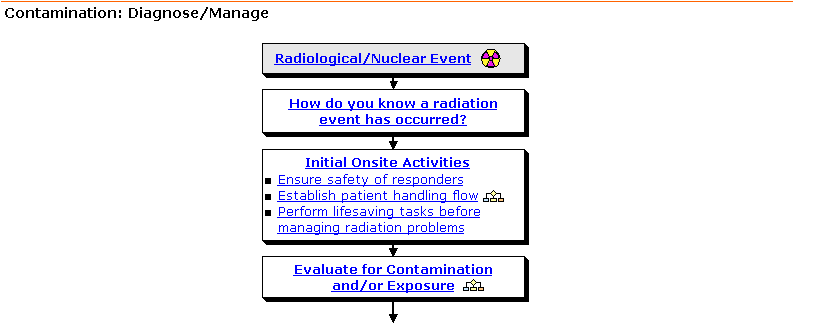 Contamination: Diagnose/Manage
Radiological/Nuclear Event
How do you know a radiation
event has occurred?
Initial Onsite Activities
Ensure safety of responders
Establish patient handling flow
Perform lifesaving tasks before
managing radiation problems
Evaluate for Contamination
and/or Exposure